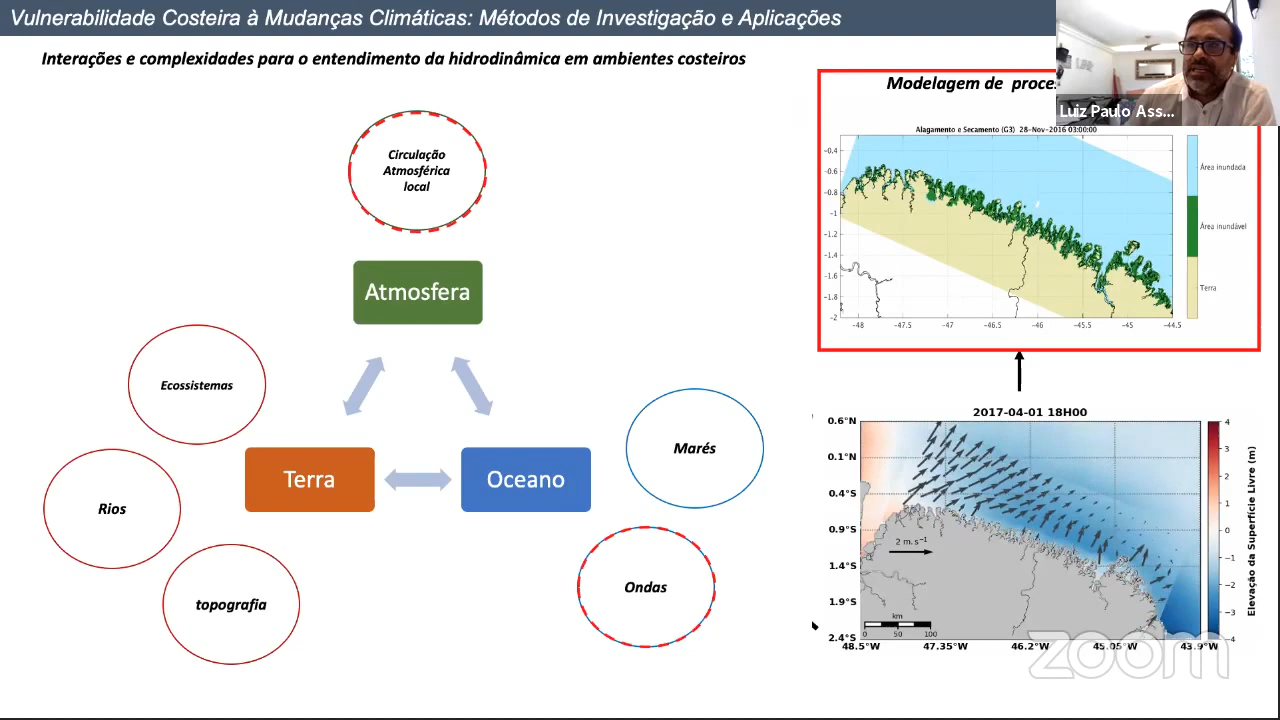 Vulnerabilidade Costeira à Mudanças Climáticas: Métodos de Investigação e Aplicações
Interações e complexidades para o entendimento da hidrodinâmica em ambientes costeiros
Circulação
Atmosférica
local
Atmosfera
Ecossistemas
Terra
Oceano
Marés
Rios
Ondas
topografia
Modelagem de proce
Luiz Paulo Ass...
Alagamento e Secamento (G3) 28-Nov-2016 03:00:00
-0.4
-0.6
-0.8
-1
-1.2
-1.4
-1.6
-1.8
-2
-48
-47.5
-47
-46.5
-46
-45.5
-45
-44.5
Área inundada
Área inundável
Terra
2017-04-01 18H00
0.6°N
0.1°N
0.4°S
0.9°S
1.4°S
1.9°S
2.4°S
48.5°W
47.35°W
46.2°W
45.05°W
43.9°W
2 m.s⁻¹
km
0
50
100
4
3
2
1
0
-1
-2
-3
-4
Elevação da Superfície Livre (m)
zoom